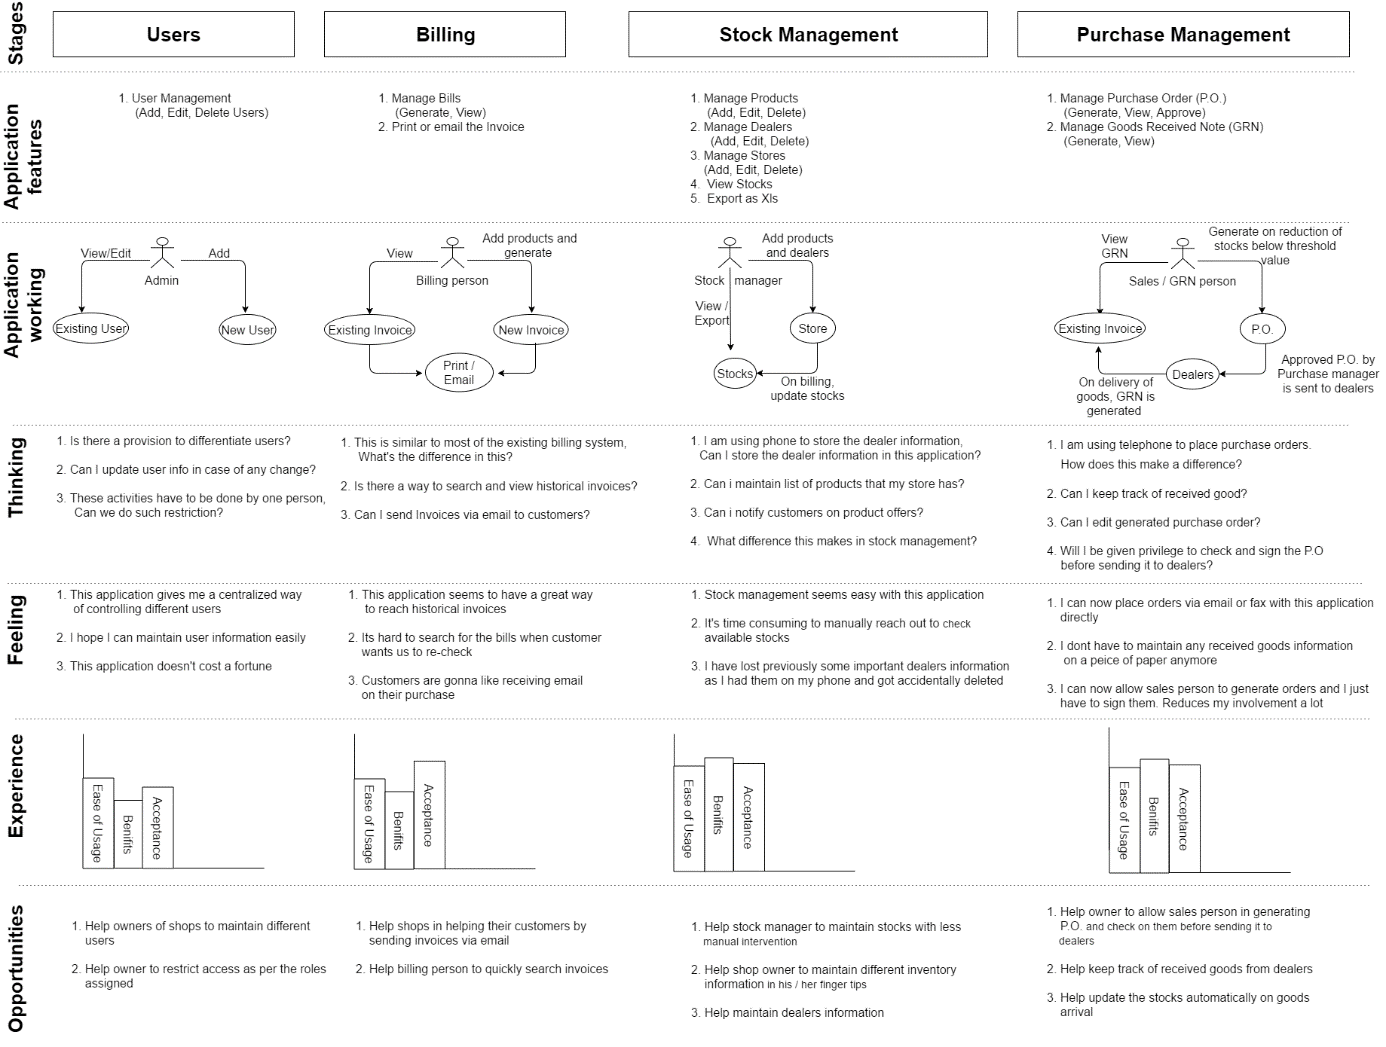 Stages
Users
Billing
Stock Management
Purchase Management
Application
features
1. User Management
(Add, Edit, Delete Users)
1. Manage Bills
(Generate, View)
2. Print or email the Invoice
1. Manage Products
(Add, Edit, Delete)
2. Manage Dealers
(Add, Edit, Delete)
3. Manage Stores
(Add, Edit, Delete)
4. View Stocks
5. Export as Xls
1. Manage Purchase Order (P.O.)
(Generate, View, Approve)
2. Manage Goods Received Note (GRN)
(Generate, View)
Application
working
View/Edit
Add
Admin
Existing User
New User
View
Add products and
generate
Billing person
Existing Invoice
New Invoice
Print /
Email
Add products
and dealers
Stock manager
View /
Export
Store
Stocks
On billing,
update stocks
View
GRN
Generate on reduction of
stocks below threshold
value
Sales / GRN person
Existing Invoice
P.O.
Dealers
On delivery of
goods, GRN is
generated
Approved P.O. by
Purchase manager
is sent to dealers
Thinking
1. Is there a provision to differentiate users?
2. Can I update user info in case of any change?
3. These activities have to be done by one person,
Can we do such restriction?
1. This is similar to most of the existing billing system,
What's the difference in this?
2. Is there a way to search and view historical invoices?
3. Can I send Invoices via email to customers?
1. I am using phone to store the dealer information,
Can I store the dealer information in this application?
2. Can i maintain list of products that my store has?
3. Can i notify customers on product offers?
4. What difference this makes in stock management?
1. I am using telephone to place purchase orders.
How does this make a difference?
2. Can I keep track of received good?
3. Can I edit generated purchase order?
4. Will I be given privilege to check and sign the P.O
before sending it to dealers?
Feeling
1. This application gives me a centralized way
of controlling different users
2. I hope I can maintain user information easily
3. This application doesn't cost a fortune
1. This application seems to have a great way
to reach historical invoices
2. Its hard to search for the bills when customer
wants us to re-check
3. Customers are gonna like receiving email
on their purchase
1. Stock management seems easy with this application
2. It's time consuming to manually reach out to check
available stocks
3. I have lost previously some important dealers information
as I had them on my phone and got accidentally deleted
1. I can now place orders via email or fax with this application
directly
2. I dont have to maintain any received goods information
on a peice of paper anymore
3. I can now allow sales person to generate orders and I just
have to sign them. Reduces my involvement a lot
Experience
Ease of Usage
Benifits
Acceptance
Ease of Usage
Benifits
Acceptance
Ease of Usage
Benifits
Acceptance
Ease of Usage
Benifits
Acceptance
Opportunities
1. Help owners of shops to maintain different
users
2. Help owner to restrict access as per the roles
assigned
1. Help shops in helping their customers by
sending invoices via email
2. Help billing person to quickly search invoices
1. Help stock manager to maintain stocks with less
manual intervention
2. Help shop owner to maintain different inventory
information in his / her finger tips
3. Help maintain dealers information
1. Help owner to allow sales person in generating
P.O. and check on them before sending it to
dealers
2. Help keep track of received goods from dealers
3. Help update the stocks automatically on goods
arrival